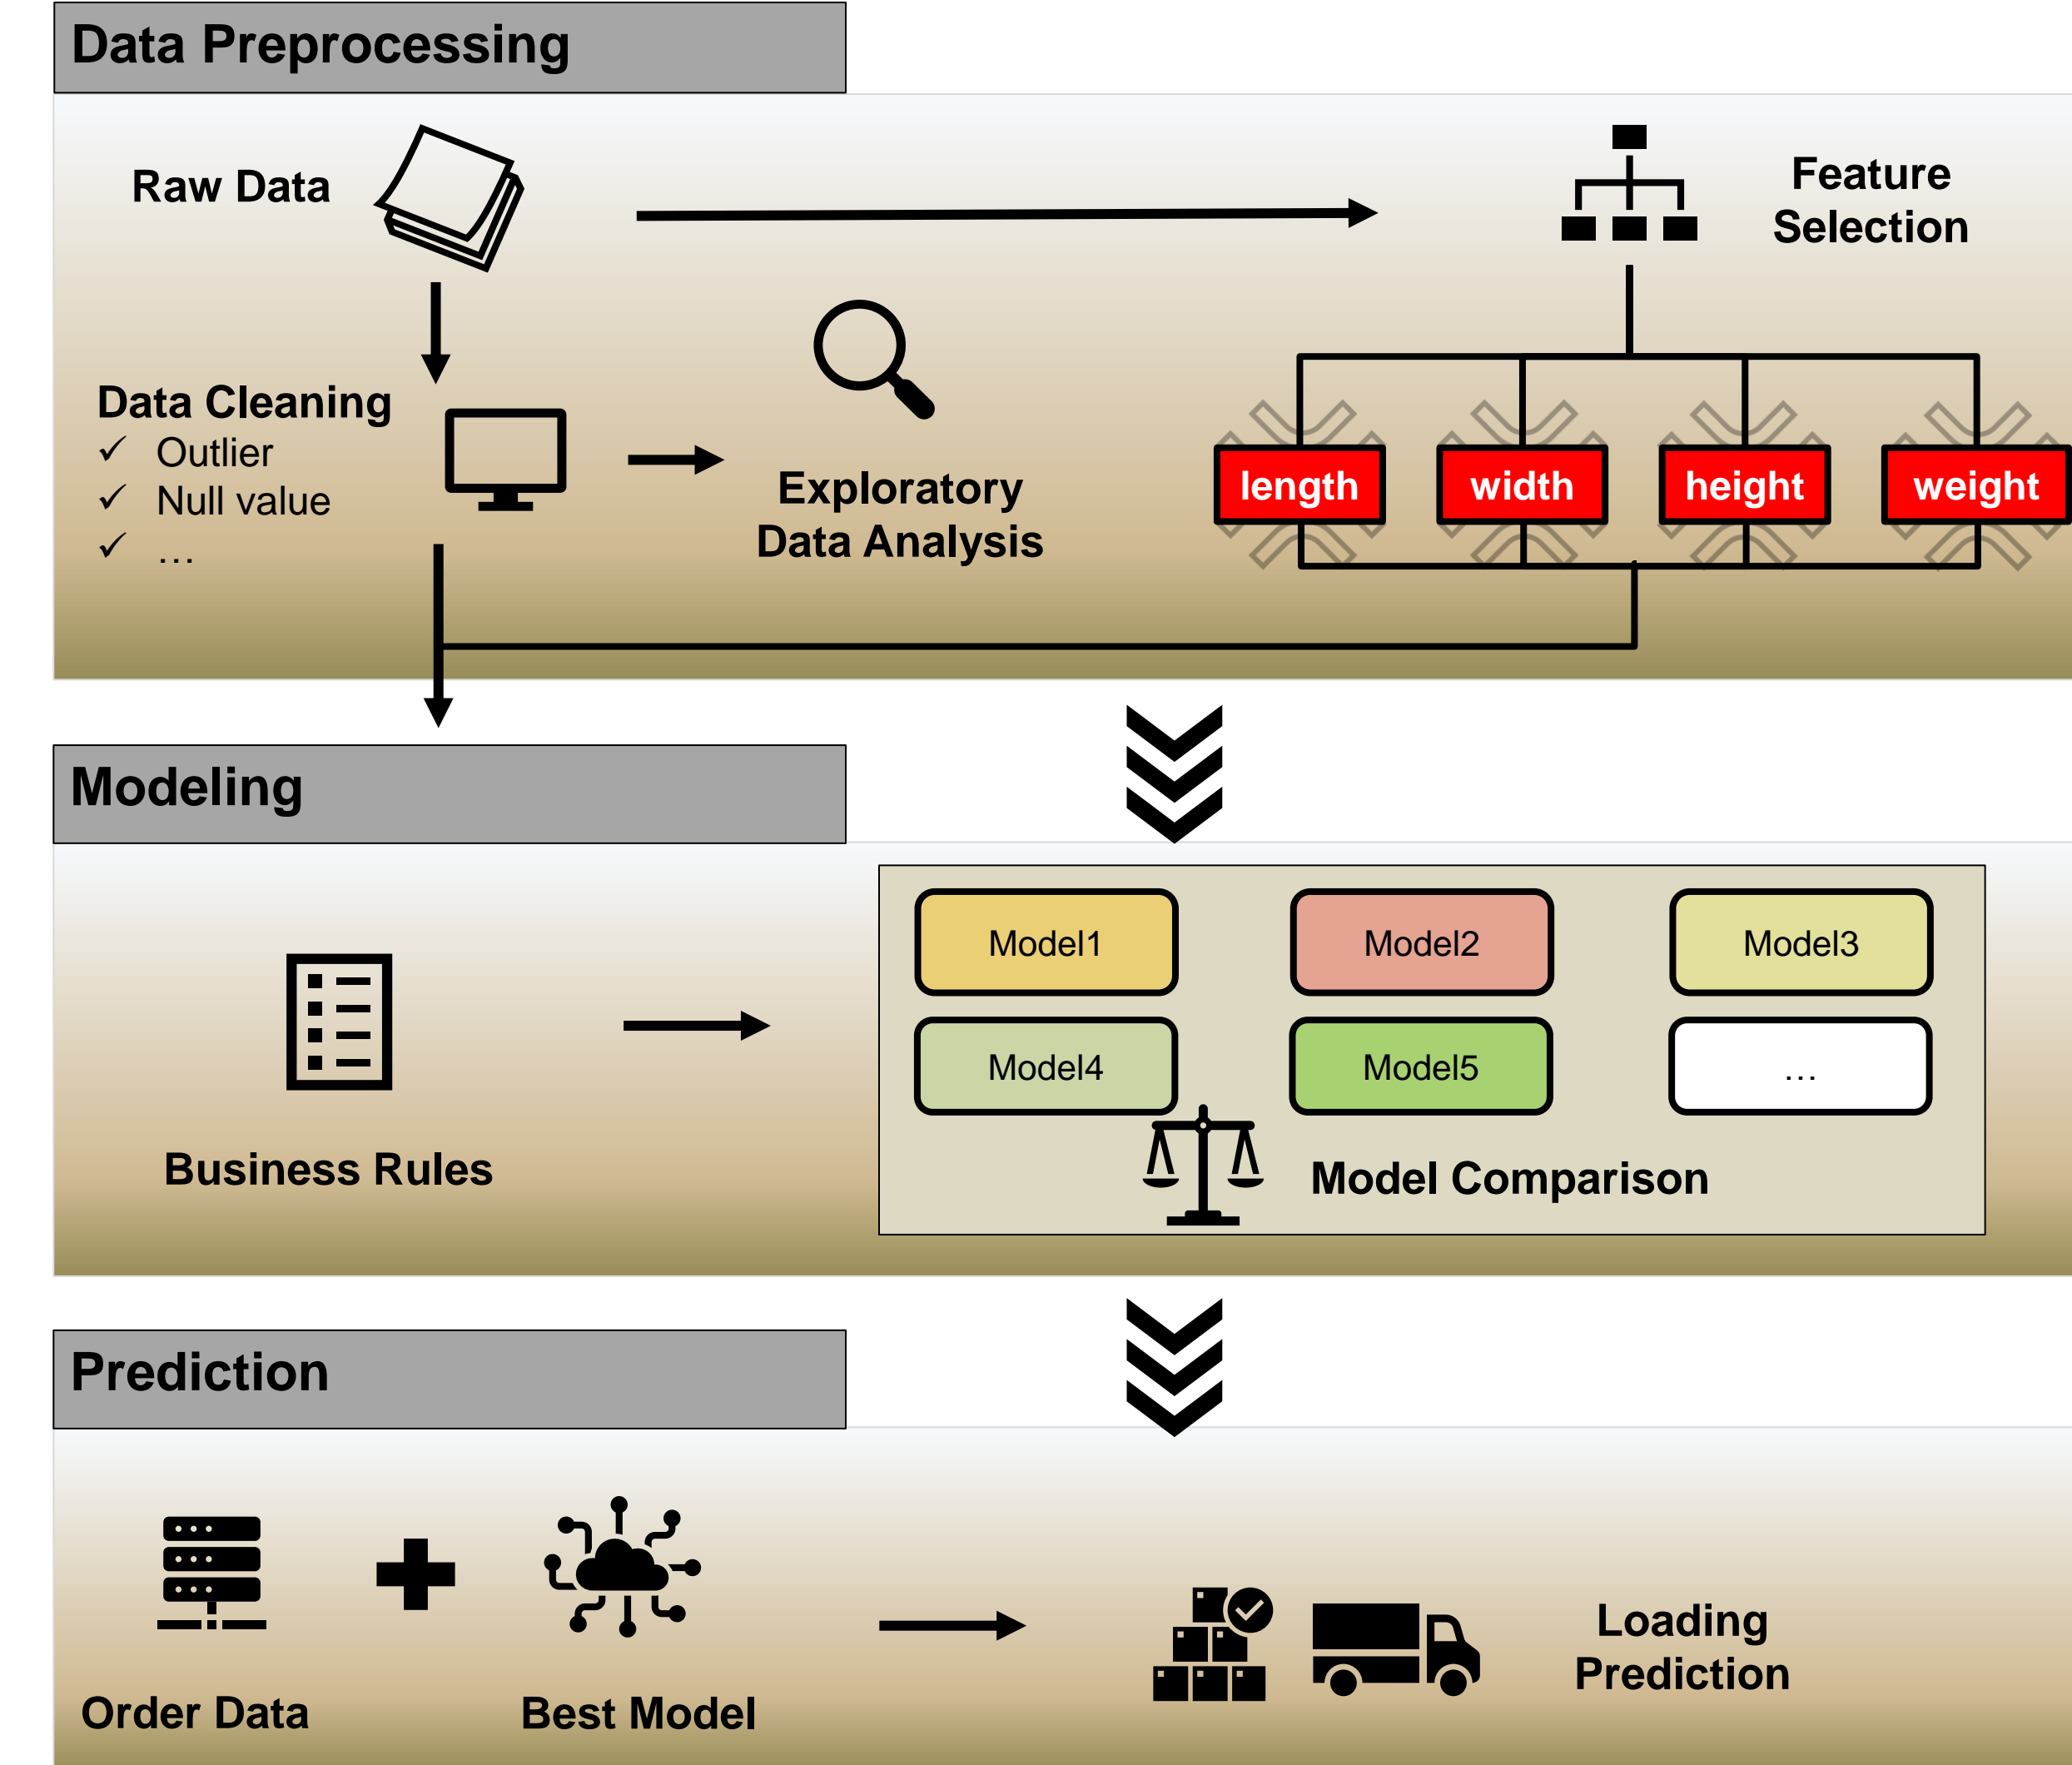 Data Preprocessing
Raw Data
Feature
Selection
Data Cleaning
✓ Outlier
✓ Null value
✓ …
Exploratory
Data Analysis
length
width
height
weight
Modeling
Business Rules
Model1
Model2
Model3
Model4
Model5
…
Model Comparison
Prediction
Order Data
Best Model
Loading
Prediction